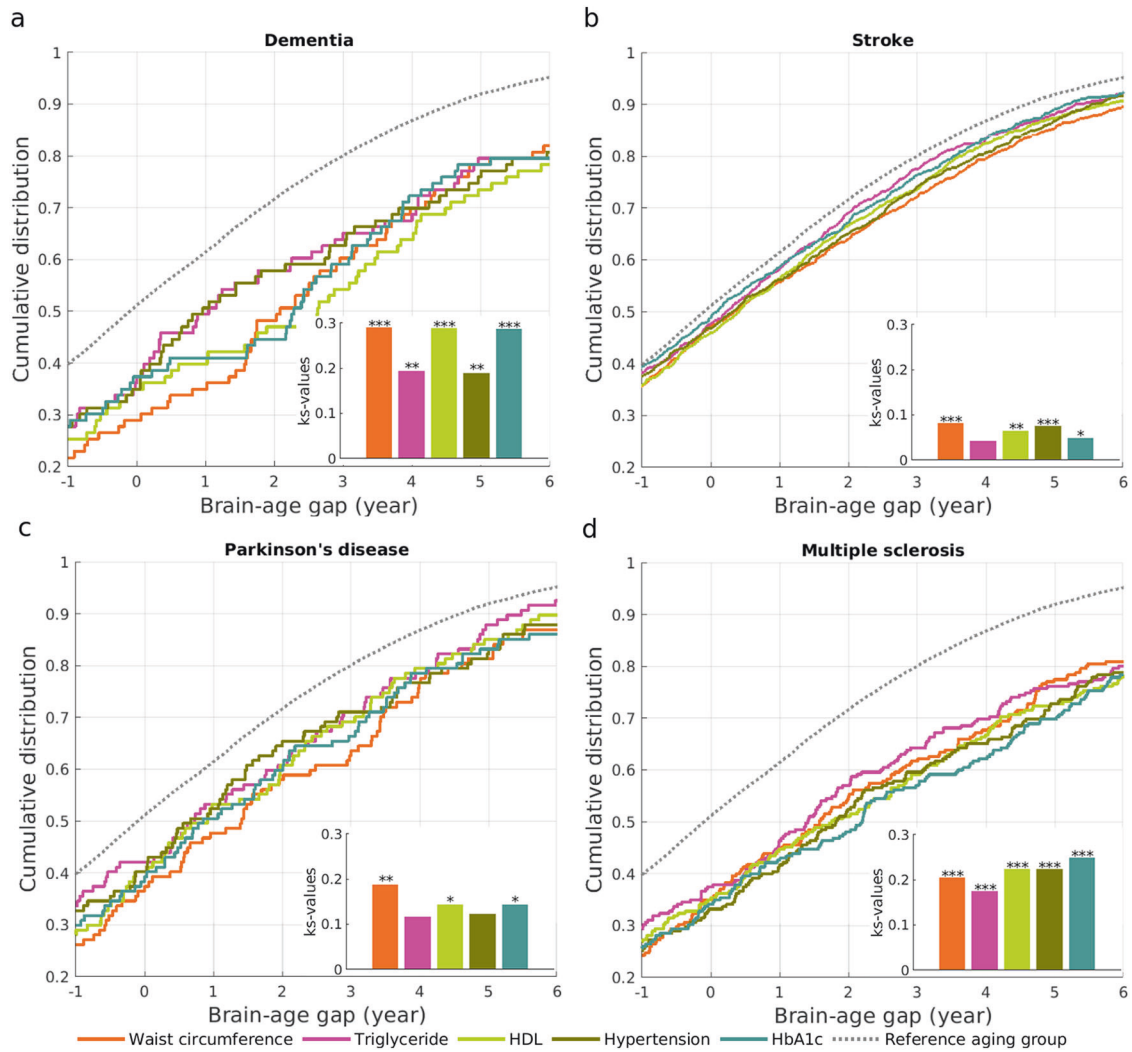 a
Dementia
Cumulative distribution
1
0.9
0.8
0.7
0.6
0.5
0.4
0.3
0.2
-1 0 1 2 3 4 5 6
Brain-age gap (year)
ks-values
0.3
0.2
0.1
0
*** ** *** ** ***
b
Stroke
Cumulative distribution
1
0.9
0.8
0.7
0.6
0.5
0.4
0.3
0.2
-1 0 1 2 3 4 5 6
Brain-age gap (year)
ks-values
0.3
0.2
0.1
0
*** ** *** *
c
Parkinson's disease
Cumulative distribution
1
0.9
0.8
0.7
0.6
0.5
0.4
0.3
0.2
-1 0 1 2 3 4 5 6
Brain-age gap (year)
ks-values
0.3
0.2
0.1
0
** * *
d
Multiple sclerosis
Cumulative distribution
1
0.9
0.8
0.7
0.6
0.5
0.4
0.3
0.2
-1 0 1 2 3 4 5 6
Brain-age gap (year)
ks-values
0.3
0.2
0.1
0
*** *** *** *** ***
Waist circumference Triglyceride HDL Hypertension HbA1c Reference aging group